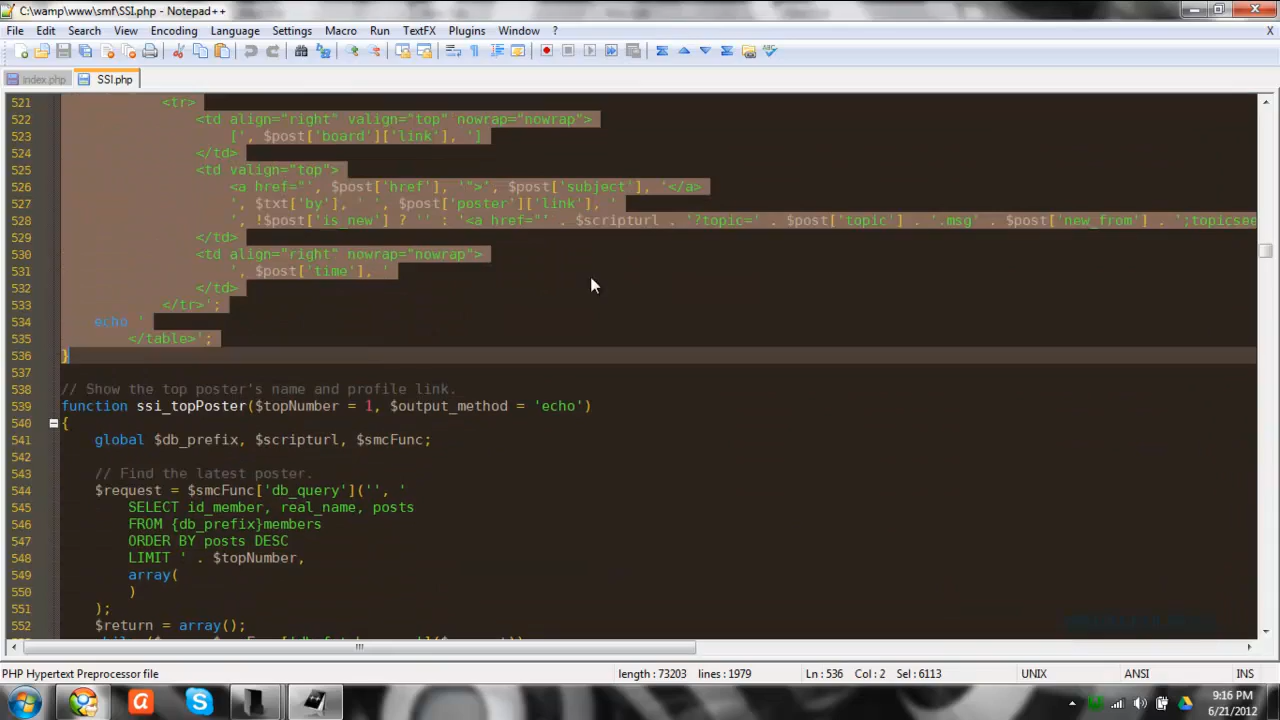 C:\wamp\www\smf\SSI.php - Notepad++
File Edit Search View Encoding Language Settings Macro Run TextFX Plugins Window ? X
index.php SSI.php
521 <tr>
522 <td align="right" valign="top" nowrap="nowrap">
523 [', $post['board']['link'], ']
524 </td>
525 <td valign="top">
526 <a href="', $post['href'], '">', $post['subject'], '</a>
527 ', $txt['by'], ' ', $post['poster']['link'], '
528 ', !$post['is_new'] ? '' : '<a href="' . $scripturl . '?topic=' . $post['topic'] . '.msg' . $post['new_from'] . ';topicsee
529 </td>
530 <td align="right" nowrap="nowrap">
531 ', $post['time'], '
532 </td>
533 </tr>';
534 echo '
535 </table>';
536 }
537
538 // Show the top poster's name and profile link.
539 function ssi_topPoster($topNumber = 1, $output_method = 'echo')
540 {
541 global $db_prefix, $scripturl, $smcFunc;
542
543 // Find the latest poster.
544 $request = $smcFunc['db_query']('', '
545 SELECT id_member, real_name, posts
546 FROM {db_prefix}members
547 ORDER BY posts DESC
548 LIMIT ' . $topNumber,
549 array(
550 )
551 );
552 $return = array();
PHP Hypertext Preprocessor file length : 73203 lines : 1979 Ln : 536 Col : 2 Sel : 6113 UNIX ANSI INS
9:16 PM
6/21/2012